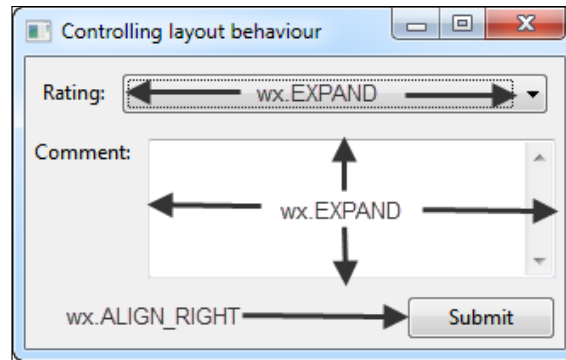 Controlling layout behaviour
Rating: wx.EXPAND
Comment:
wx.EXPAND
wx.ALIGN_RIGHT Submit